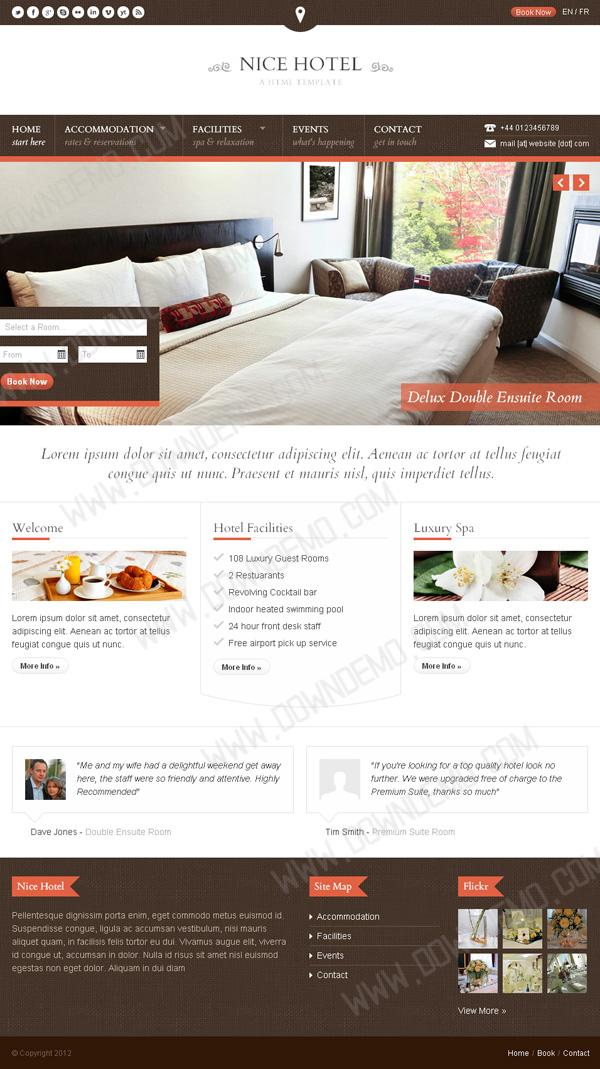 Book Now EN / FR
NICE HOTEL
A HTML TEMPLATE
HOME ACCOMMODATION FACILITIES EVENTS CONTACT
start here rates & reservations spa & relaxation what's happening get in touch
+44 0123456789
mail [at] website [dot] com
Select a Room...
From To
Book Now
Delux Double Ensuite Room
Lorem ipsum dolor sit amet, consectetur adipiscing elit. Aenean ac tortor at tellus feugiat
congue quis ut nunc. Praesent et mauris nisl, quis imperdiet tellus.
Welcome
Lorem ipsum dolor sit amet, consectetur
adipiscing elit. Aenean ac tortor at tellus
feugiat congue quis ut nunc.
More Info »
Hotel Facilities
108 Luxury Guest Rooms
2 Restuarants
Revolving Cocktail bar
Indoor heated swimming pool
24 hour front desk staff
Free airport pick up service
More Info »
Luxury Spa
Lorem ipsum dolor sit amet, consectetur
adipiscing elit. Aenean ac tortor at tellus
feugiat congue quis ut nunc.
More Info »
"Me and my wife had a delightful weekend get away
here, the staff were so friendly and attentive. Highly
Recommended"
Dave Jones - Double Ensuite Room
"If you're looking for a top quality hotel look no
further. We were upgraded free of charge to the
Premium Suite, thanks so much"
Tim Smith - Premium Suite Room
Nice Hotel
Pellentesque dignissim porta enim, eget commodo metus euismod id.
Suspendisse congue, ligula ac accumsan vestibulum, nisi mauris
aliquet quam, in facilisis felis tortor eu dui. Vivamus augue elit, viverra
id congue ut, accumsan in dolor. Nulla id risus sit amet nisl euismod
egestas non eget dolor. Aliquam in dui diam
Site Map
Accommodation
Facilities
Events
Contact
Flickr
View More »
© Copyright 2012
Home / Book / Contact
WWW.DOWNDEMO.COM
WWW.DOWNDEMO.COM
WWW.DOWNDEMO.COM
WWW.DOWNDEMO.COM
WWW.DOWNDEMO.COM